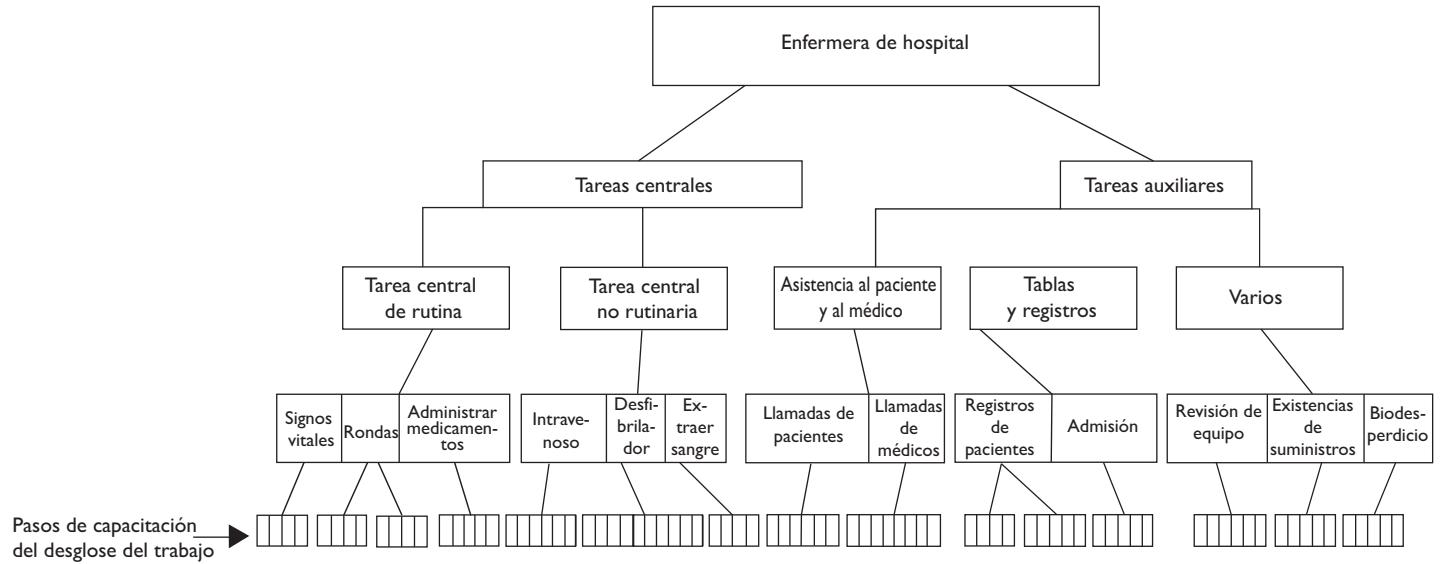 Enfermera de hospital
Tareas centrales
Tareas auxiliares
Tarea central
de rutina
Tarea central
no rutinaria
Asistencia al paciente
y al médico
Tablas
y registros
Varios
Signos
vitales
Rondas
Administrar
medicamen-
tos
Intrave-
noso
Desfi-
brila-
dor
Ex-
traer
sangre
Llamadas de
pacientes
Llamadas
de
médicos
Registros
de
pacientes
Admisión
Revisión de
equipo
Existencias
de
suministros
Biodes-
perdicio
Pasos de capacitación
del desglose del trabajo